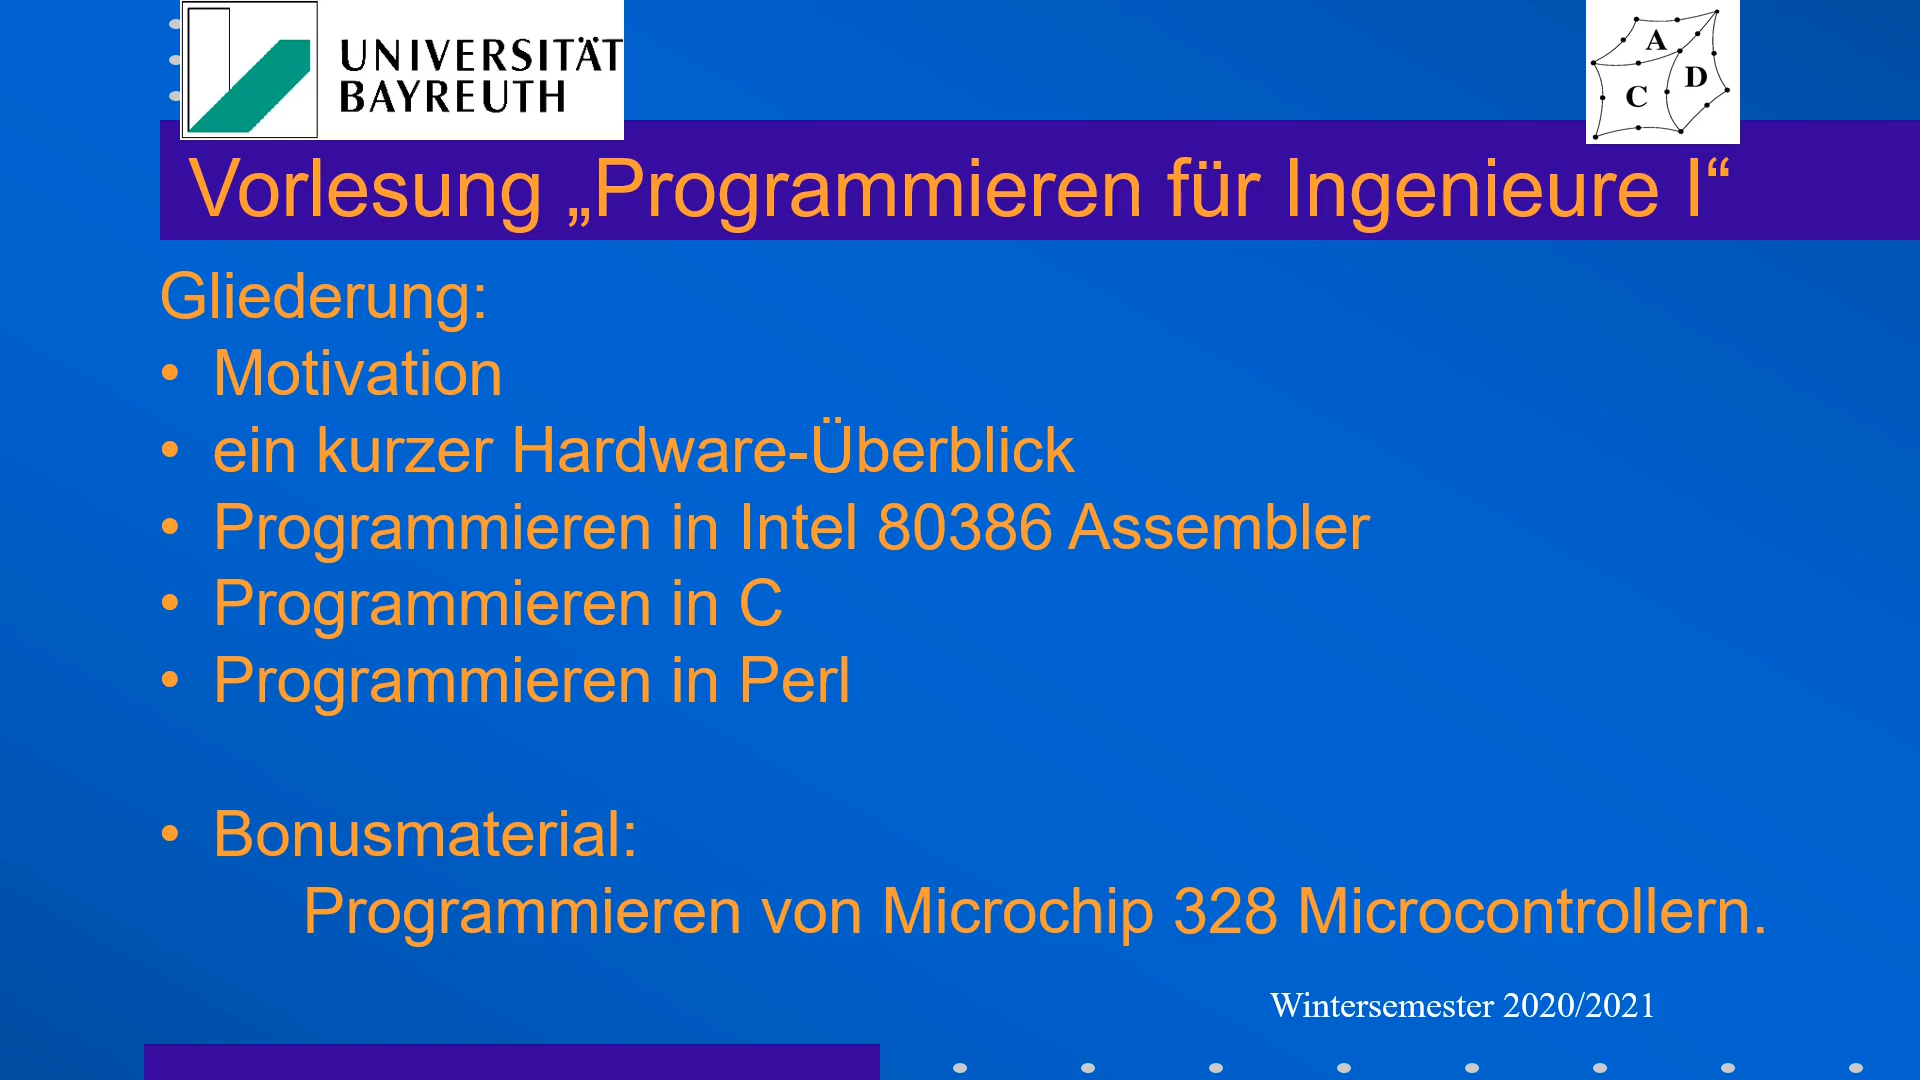 UNIVERSITÄT
BAYREUTH
A
D
C
Vorlesung „Programmieren für Ingenieure I“
Gliederung:
• Motivation
• ein kurzer Hardware-Überblick
• Programmieren in Intel 80386 Assembler
• Programmieren in C
• Programmieren in Perl
• Bonusmaterial:
Programmieren von Microchip 328 Microcontrollern.
Wintersemester 2020/2021